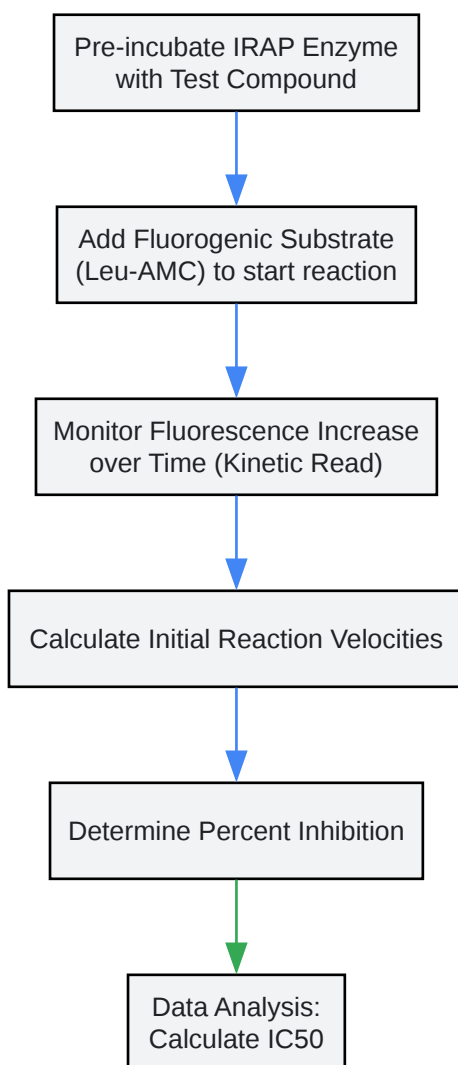 Pre-incubate IRAP Enzyme
with Test Compound
Add Fluorogenic Substrate
(Leu-AMC) to start reaction
Monitor Fluorescence Increase
over Time (Kinetic Read)
Calculate Initial Reaction Velocities
Determine Percent Inhibition
Data Analysis:
Calculate IC50